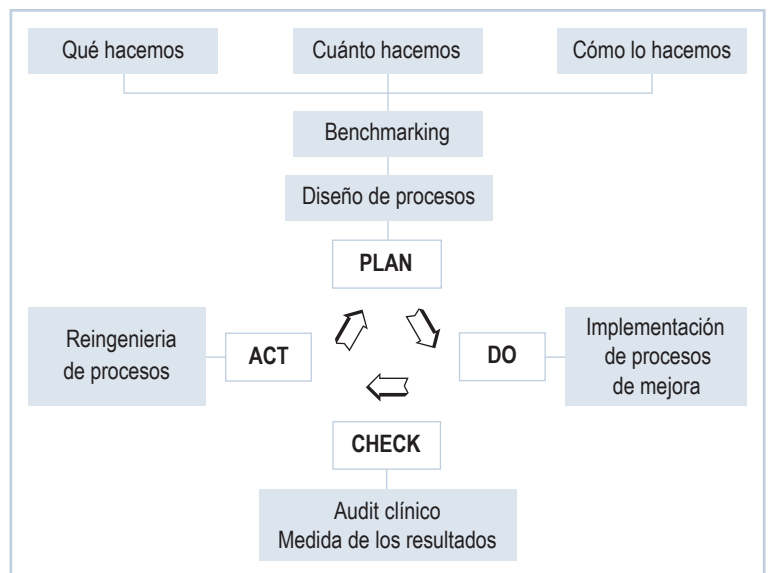 Qué hacemos
Cuánto hacemos
Cómo lo hacemos
Benchmarking
Diseño de procesos
PLAN
Reingenieria
de procesos
ACT
DO
Implementación
de procesos
de mejora
CHECK
Audit clínico
Medida de los resultados